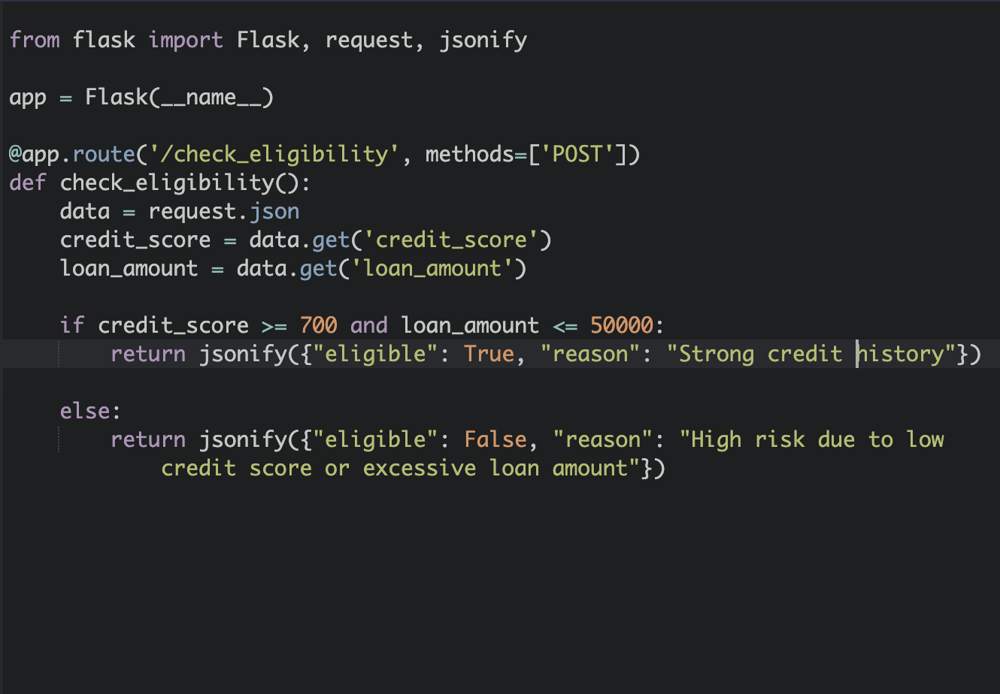 from flask import Flask, request, jsonify
app = Flask(__name__)
@app.route('/check_eligibility', methods=['POST'])
def check_eligibility():
    data = request.json
    credit_score = data.get('credit_score')
    loan_amount = data.get('loan_amount')
    if credit_score >= 700 and loan_amount <= 50000:
        return jsonify({"eligible": True, "reason": "Strong credit history"})
    else:
        return jsonify({"eligible": False, "reason": "High risk due to low
            credit score or excessive loan amount"})